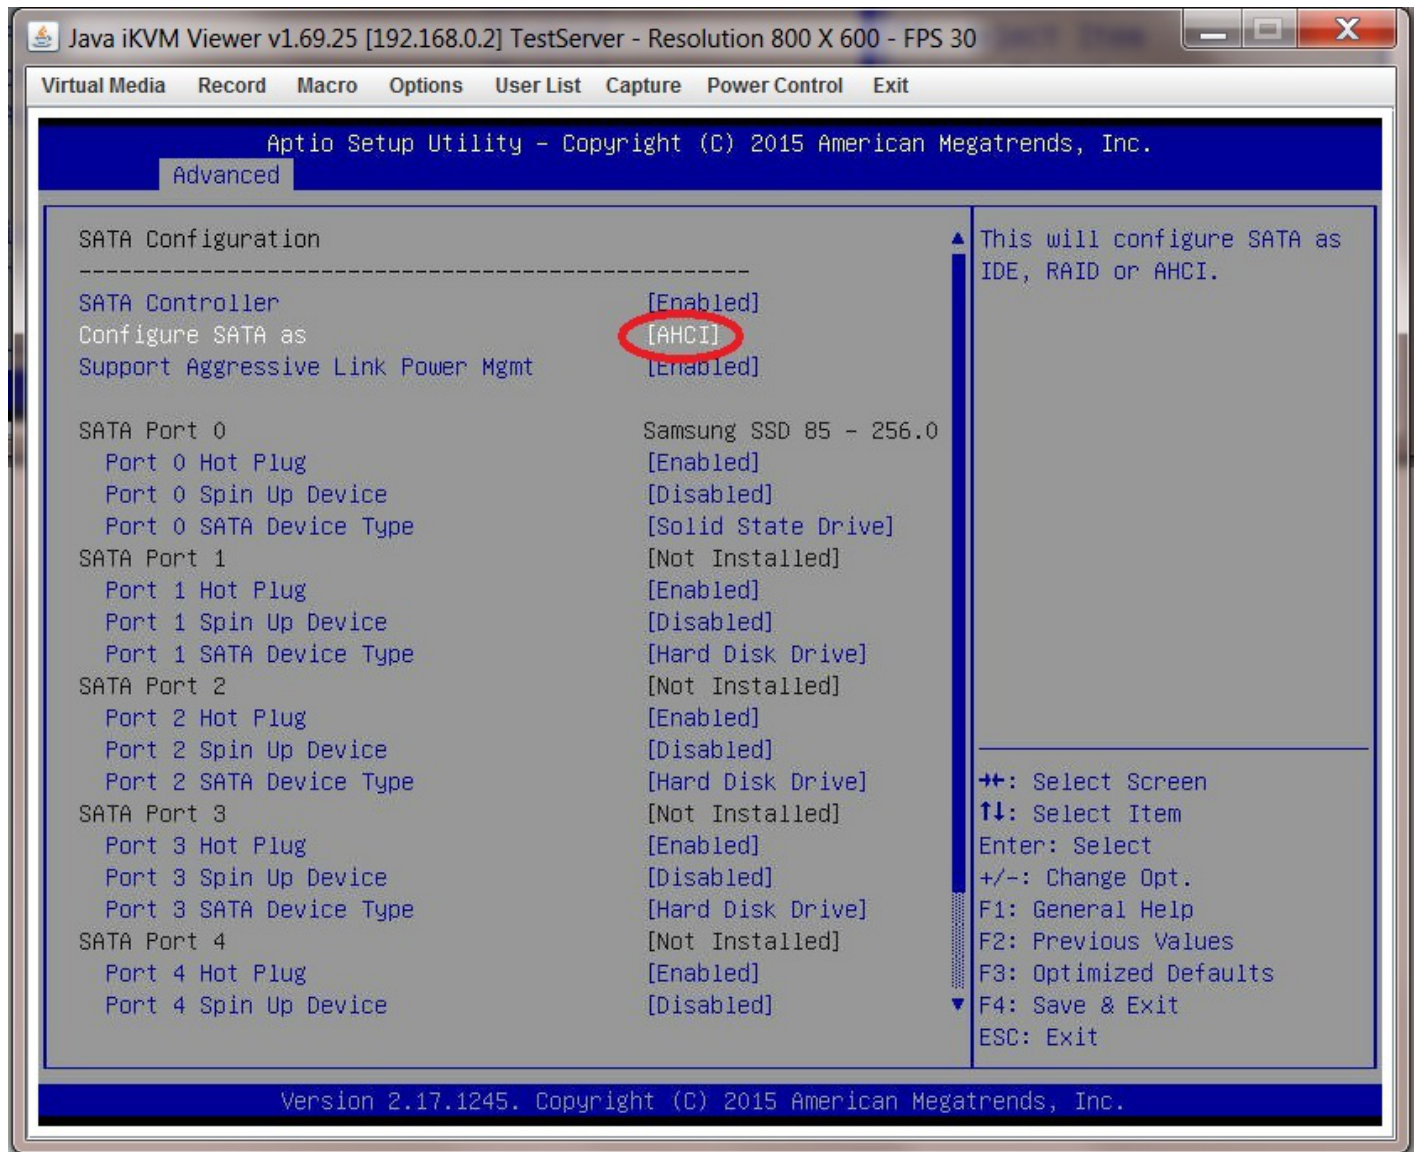 Java iKVM Viewer v1.69.25 [192.168.0.2] TestServer - Resolution 800 X 600 - FPS 30
Virtual Media Record Macro Options User List Capture Power Control Exit
Aptio Setup Utility - Copyright (C) 2015 American Megatrends, Inc.
Advanced
SATA Configuration
--------------------------------------------------
SATA Controller [Enabled]
Configure SATA as [AHCI]
Support Aggressive Link Power Mgmt [Enabled]
SATA Port 0 Samsung SSD 85 - 256.0
Port 0 Hot Plug [Enabled]
Port 0 Spin Up Device [Disabled]
Port 0 SATA Device Type [Solid State Drive]
SATA Port 1 [Not Installed]
Port 1 Hot Plug [Enabled]
Port 1 Spin Up Device [Disabled]
Port 1 SATA Device Type [Hard Disk Drive]
SATA Port 2 [Not Installed]
Port 2 Hot Plug [Enabled]
Port 2 Spin Up Device [Disabled]
Port 2 SATA Device Type [Hard Disk Drive]
SATA Port 3 [Not Installed]
Port 3 Hot Plug [Enabled]
Port 3 Spin Up Device [Disabled]
Port 3 SATA Device Type [Hard Disk Drive]
SATA Port 4 [Not Installed]
Port 4 Hot Plug [Enabled]
Port 4 Spin Up Device [Disabled]
This will configure SATA as
IDE, RAID or AHCI.
→←: Select Screen
↑↓: Select Item
Enter: Select
+/-: Change Opt.
F1: General Help
F2: Previous Values
F3: Optimized Defaults
F4: Save & Exit
ESC: Exit
Version 2.17.1245. Copyright (C) 2015 American Megatrends, Inc.